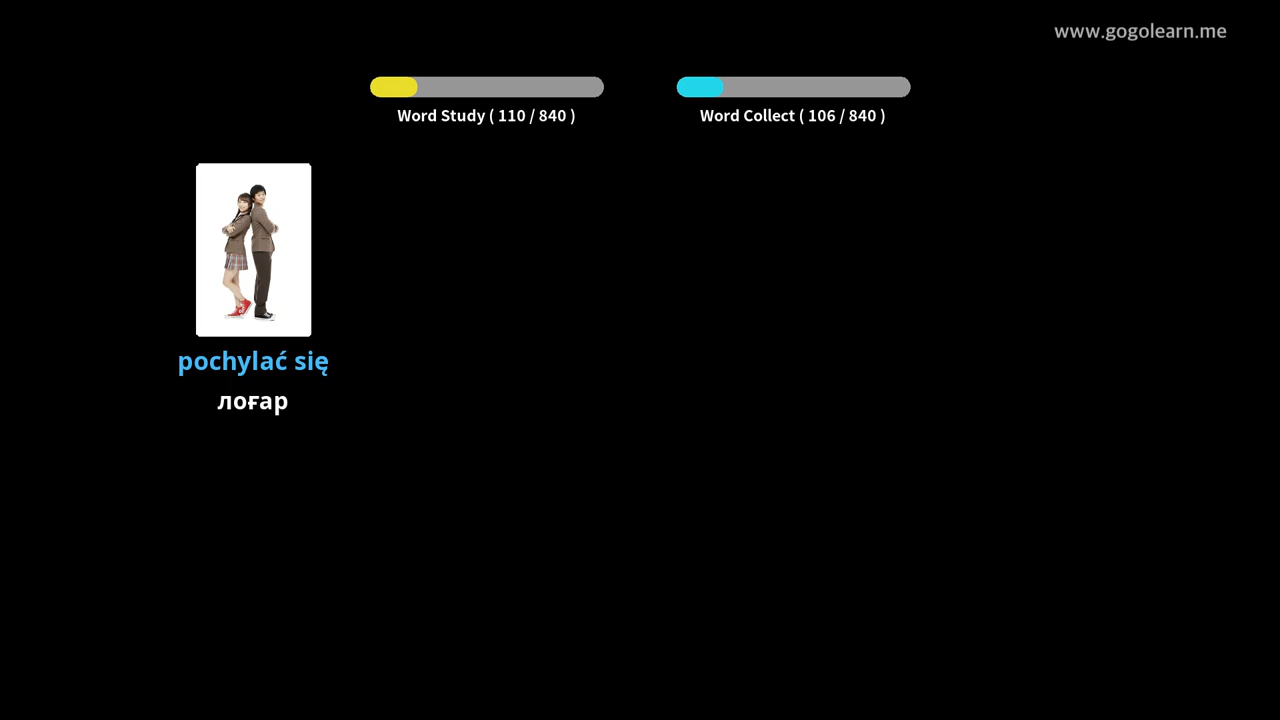 www.gogolearn.me
Word Study ( 110 / 840 )
Word Collect ( 106 / 840 )
pochylać się
лоғар